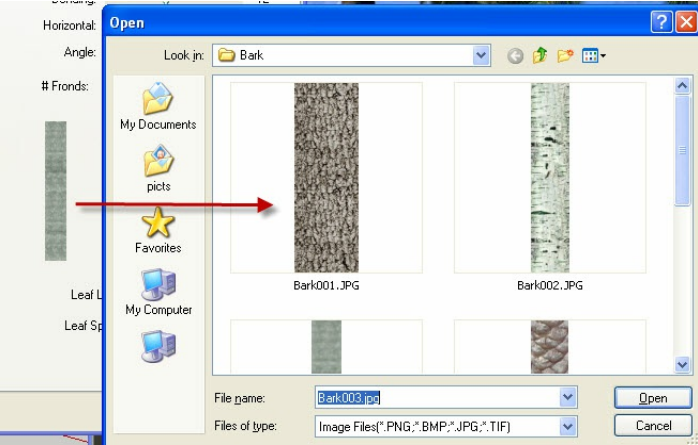 Horizontal:
Angle:
# Fronds:
Leaf L
Leaf Sp
Open
Look in:
Bark
My Documents
picts
Favorites
My Computer
Bark001.JPG
Bark002.JPG
File name:
Bark003.jpg
Open
Files of type:
Image Files(*.PNG;*.BMP;*.JPG;*.TIF)
Cancel